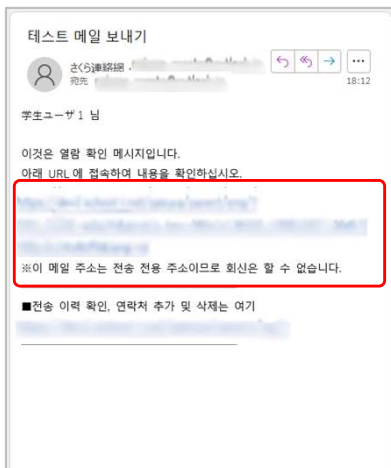 테스트 메일 보내기
さくら連絡網
宛先
18:12
学生ユーザ1 님
이것은 열람 확인 메시지입니다.
아래 URL 에 접속하여 내용을 확인하십시오.
※이 메일 주소는 전송 전용 주소이므로 회신은 할 수 없습니다.
■전송 이력 확인, 연락처 추가 및 삭제는 여기